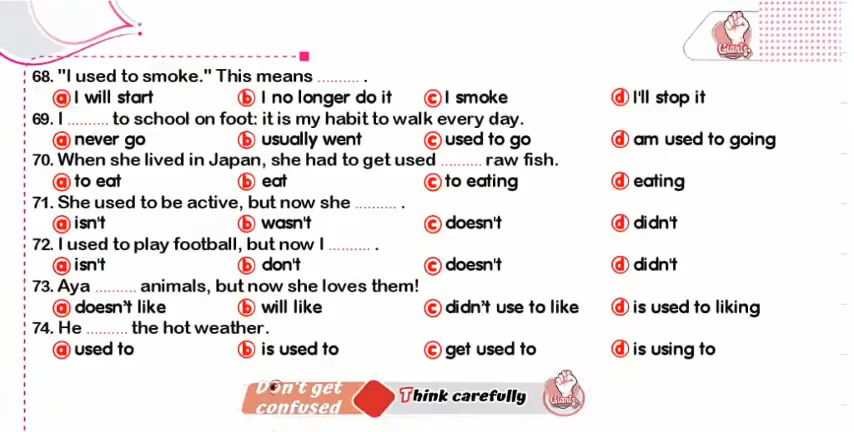 Giants
68. "I used to smoke." This means .......... .
ⓐ I will start ⓑ I no longer do it ⓒ I smoke ⓓ I'll stop it
69. I .......... to school on foot: it is my habit to walk every day.
ⓐ never go ⓑ usually went ⓒ used to go ⓓ am used to going
70. When she lived in Japan, she had to get used .......... raw fish.
ⓐ to eat ⓑ eat ⓒ to eating ⓓ eating
71. She used to be active, but now she .......... .
ⓐ isn't ⓑ wasn't ⓒ doesn't ⓓ didn't
72. I used to play football, but now I .......... .
ⓐ isn't ⓑ don't ⓒ doesn't ⓓ didn't
73. Aya .......... animals, but now she loves them!
ⓐ doesn't like ⓑ will like ⓒ didn't use to like ⓓ is used to liking
74. He .......... the hot weather.
ⓐ used to ⓑ is used to ⓒ get used to ⓓ is using to
Don't get
confused
Think carefully
Giants